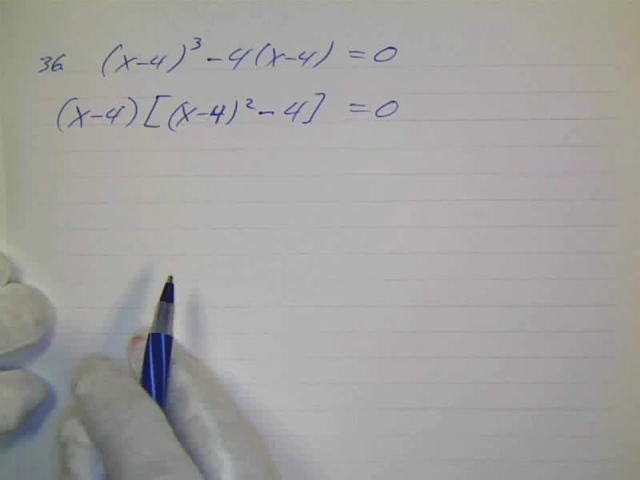 36. (x-4)³ - 4(x-4) = 0
(x-4)[(x-4)² - 4] = 0